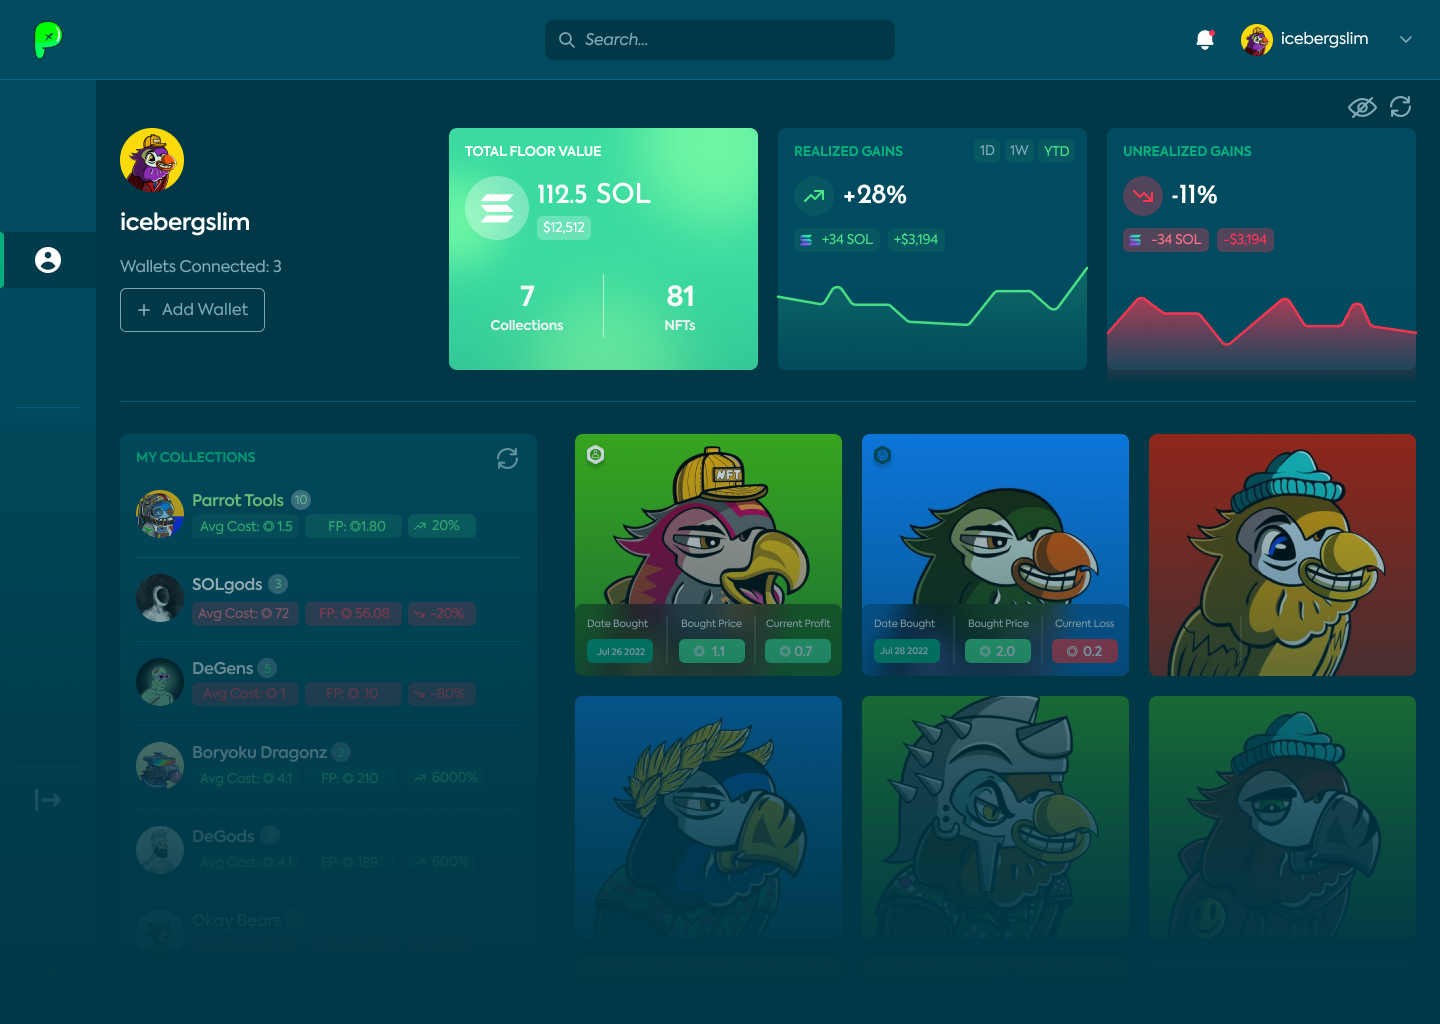 Search...
icebergslim
icebergslim
Wallets Connected: 3
+ Add Wallet
TOTAL FLOOR VALUE
112.5 SOL
$12,512
7
Collections
81
NFTs
REALIZED GAINS
1D
1W
YTD
+28%
+34 SOL
+$3,194
UNREALIZED GAINS
-11%
-34 SOL
-$3,194
MY COLLECTIONS
Parrot Tools 10
Avg Cost: 1.5
FP: 1.80
20%
SOLgods 3
Avg Cost: 72
FP: 56.08
-20%
DeGens 5
Avg Cost: 1
FP: .10
-80%
Boryoku Dragonz 2
Avg Cost: 4.1
FP: 210
6000%
DeGods 3
Avg Cost: 4.1
FP: 189
600%
Okay Bears
NFT
Date Bought
Bought Price
Current Profit
Jul 26 2022
1.1
0.7
Date Bought
Bought Price
Current Loss
Jul 28 2022
2.0
0.2